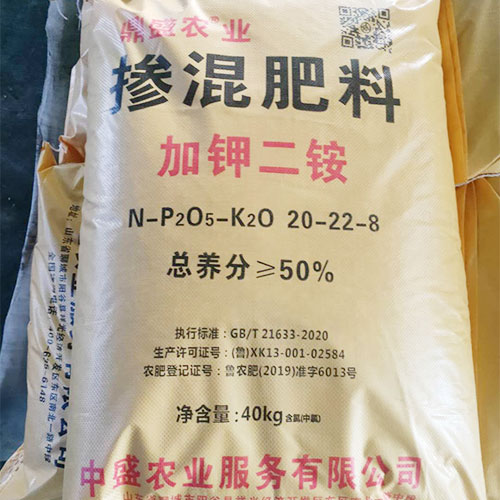 鼎盛农®业
掺混肥料
加钾二铵
N-P₂O₅-K₂O 20-22-8
总养分≥50%
执行标准:GB/T 21633-2020
生产许可证号:(鲁)XK13-001-02584
农肥登记证号:鲁农肥(2019)准字6013号
净含量:40kg 含氯(中氯)
中盛农业服务有限公司